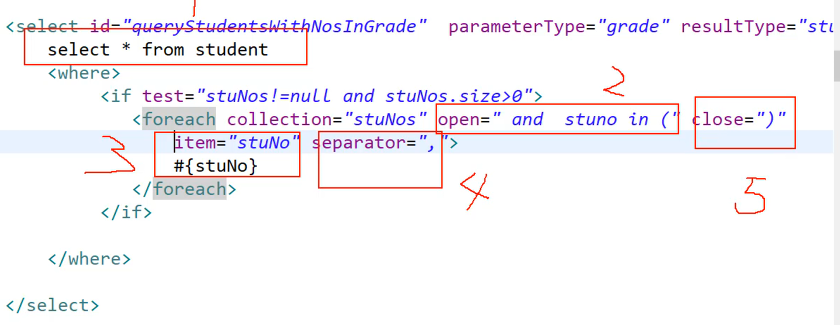 1
<select id="queryStudentsWithNosInGrade" parameterType="grade" resultType="stu
select * from student
<where>
2
<if test="stuNos!=null and stuNos.size>0">
<foreach collection="stuNos" open=" and  stuno in (" close=")"
3 item="stuNo" separator=",">
#{stuNo}
4
5
</foreach>
</if>
</where>
</select>